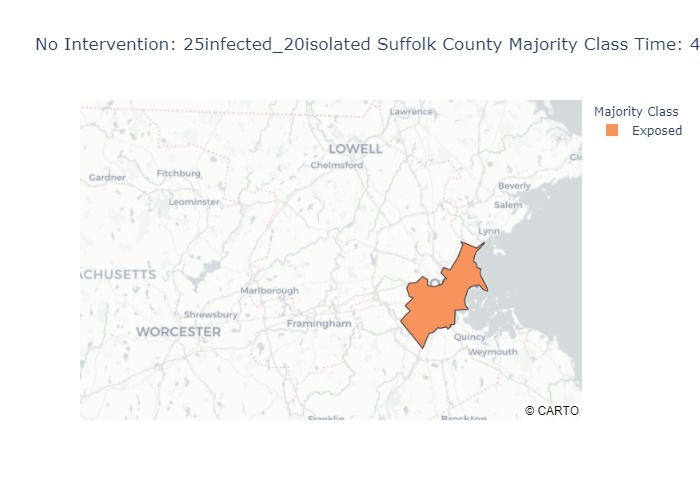 No Intervention: 25infected_20isolated Suffolk County Majority Class Time: 4
Majority Class
Exposed
Lawrence
LOWELL
Chelmsford
Fitchburg
Gardner
Leominster
Beverly
Salem
Lynn
ACHUSETTS
Marlborough
Shrewsbury
WORCESTER
Framingham
Quincy
Weymouth
Franklin
Brockton
© CARTO